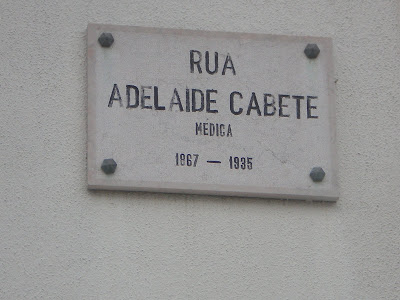 RUA
ADELAIDE CABETE
MÉDICA
1867 — 1935